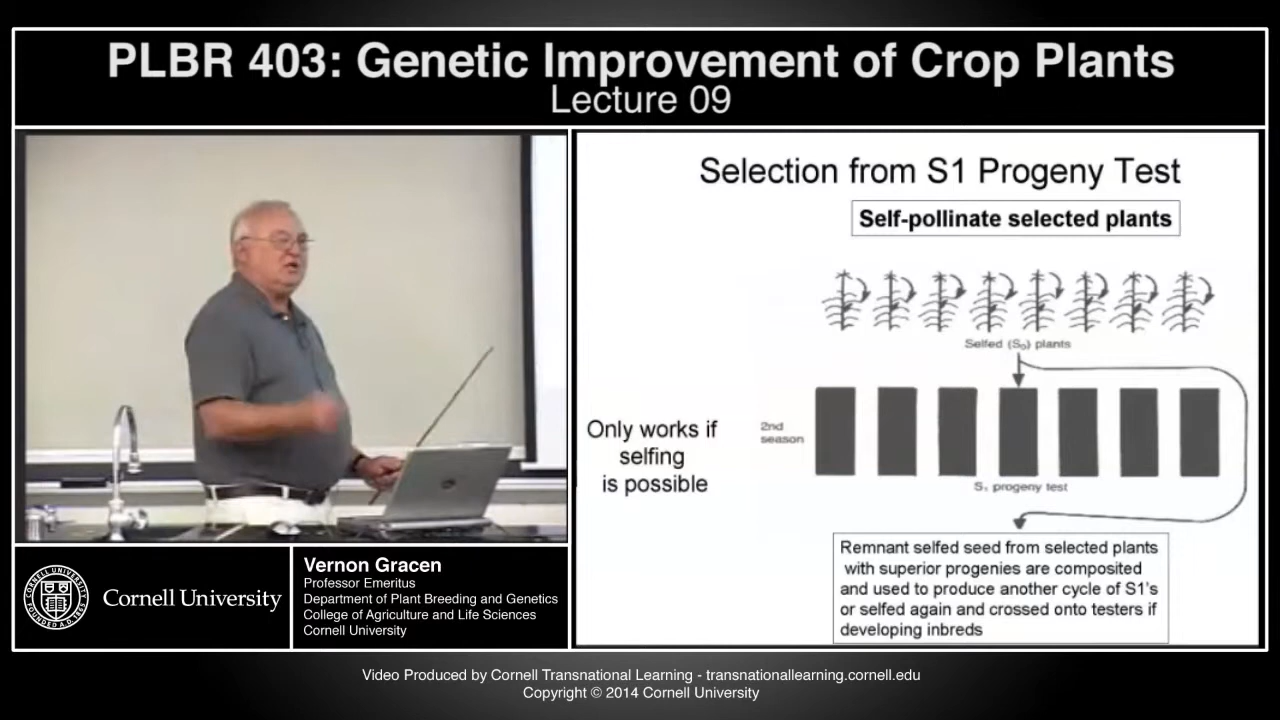 PLBR 403: Genetic Improvement of Crop Plants
Lecture 09
Selection from S1 Progeny Test
Self-pollinate selected plants
Selfed (S₀) plants
Only works if
selfing
is possible
2nd
season
S₁ progeny test
Remnant selfed seed from selected plants
with superior progenies are composited
and used to produce another cycle of S1's
or selfed again and crossed onto testers if
developing inbreds
Cornell University
Vernon Gracen
Professor Emeritus
Department of Plant Breeding and Genetics
College of Agriculture and Life Sciences
Cornell University
Video Produced by Cornell Transnational Learning - transnationallearning.cornell.edu
Copyright © 2014 Cornell University